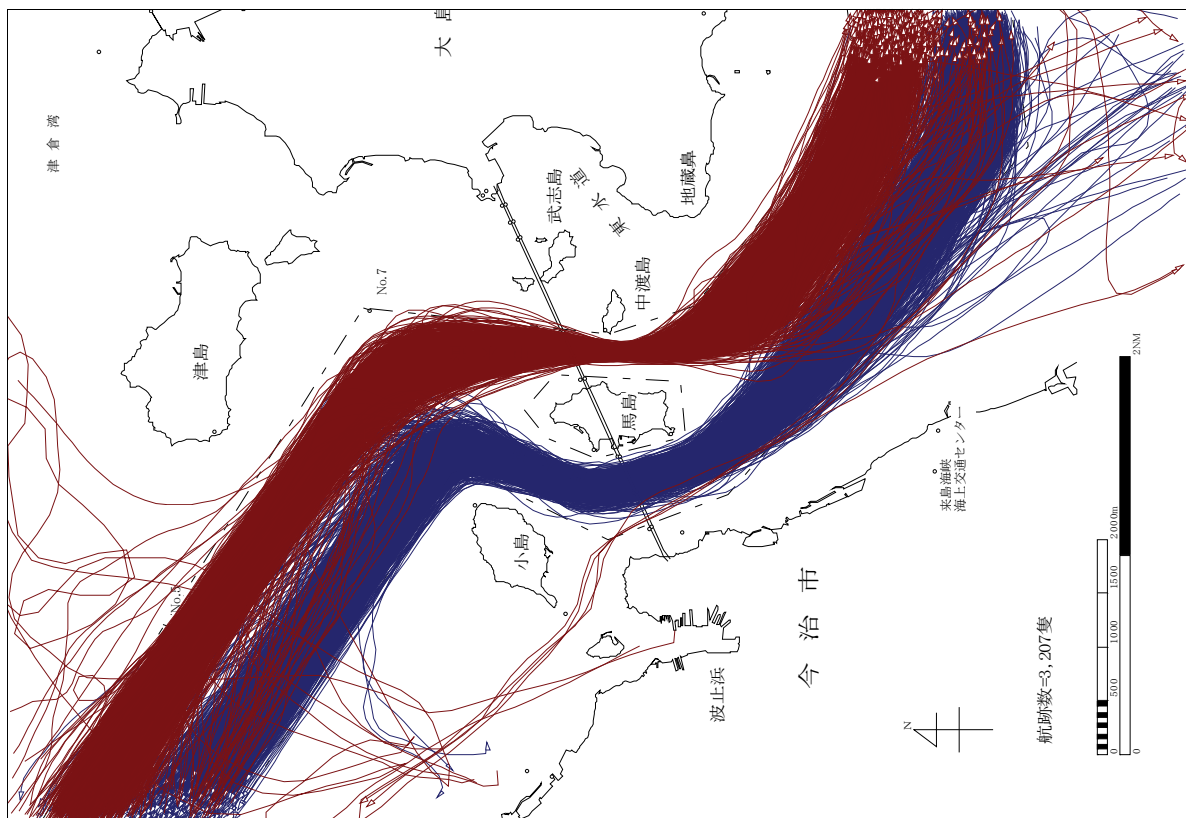 大島
津倉湾
武志島
東水道
地蔵鼻
No.7
中渡島
津島
馬島
小島
No.5
来島海峡
海上交通センター
今治市
波止浜
N
航跡数=3,207隻
0 500 1000 1500 2000m
0 2NM